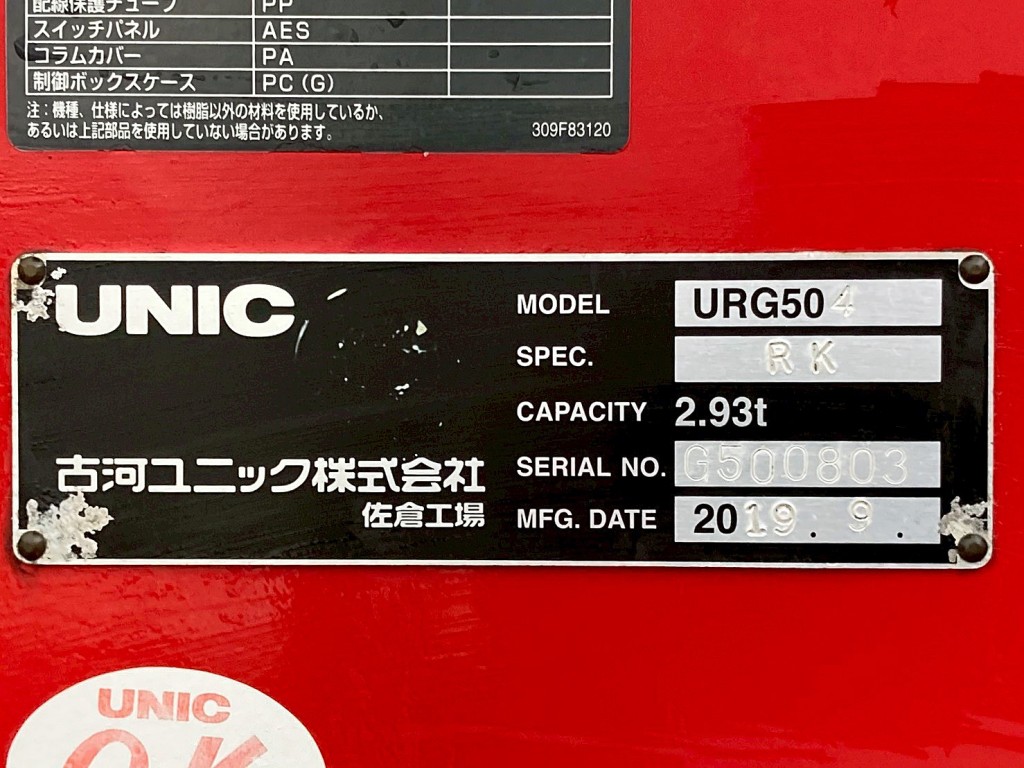 配線保護チューブ PP
スイッチパネル AES
コラムカバー PA
制御ボックスケース PC(G)
注:機種、仕様によっては樹脂以外の材料を使用しているか、
あるいは上記部品を使用していない場合があります。 309F83120
UNIC
MODEL URG504
SPEC. RK
CAPACITY 2.93t
古河ユニック株式会社
佐倉工場
SERIAL NO. G500803
MFG. DATE 2019.9.
UNIC
OK